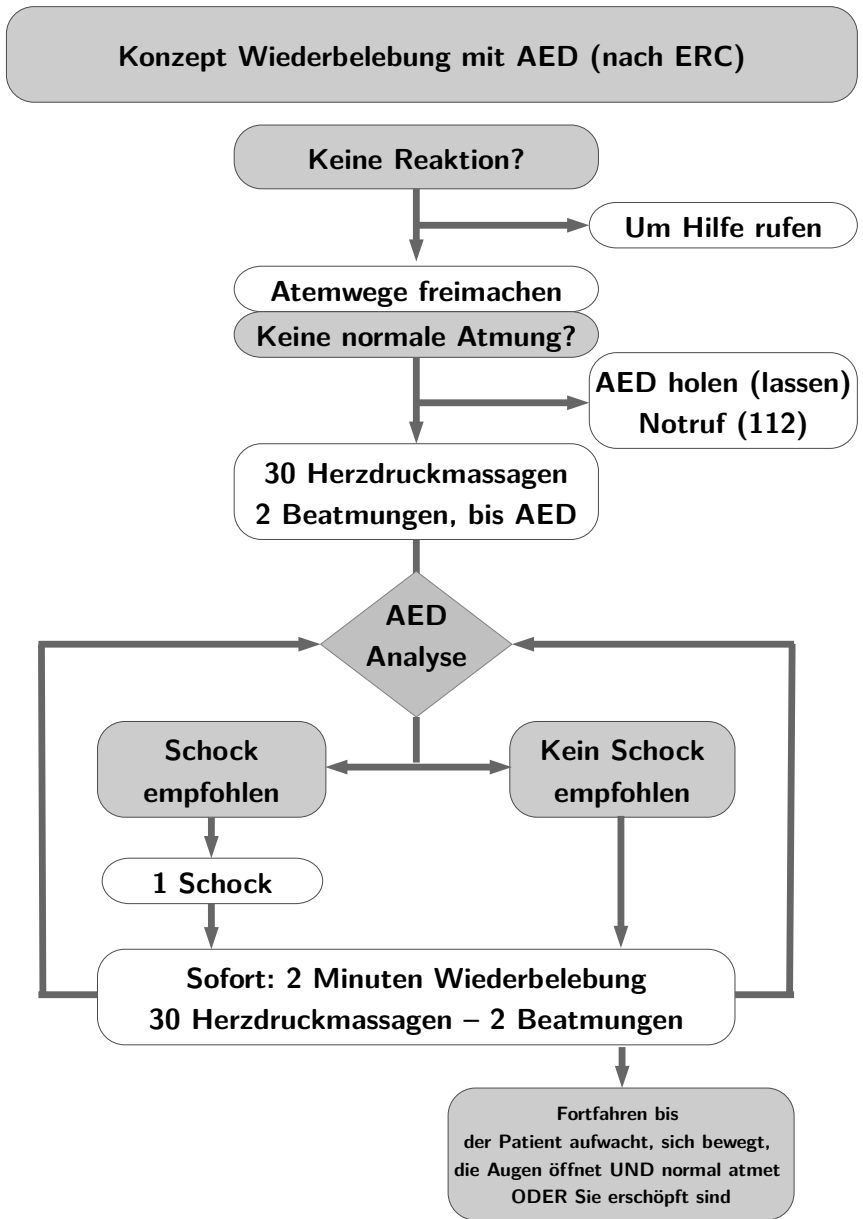 Konzept Wiederbelebung mit AED (nach ERC)
Keine Reaktion?
Um Hilfe rufen
Atemwege freimachen
Keine normale Atmung?
AED holen (lassen)
Notruf (112)
30 Herzdruckmassagen
2 Beatmungen, bis AED
AED
Analyse
Schock
empfohlen
Kein Schock
empfohlen
1 Schock
Sofort: 2 Minuten Wiederbelebung
30 Herzdruckmassagen – 2 Beatmungen
Fortfahren bis
der Patient aufwacht, sich bewegt,
die Augen öffnet UND normal atmet
ODER Sie erschöpft sind